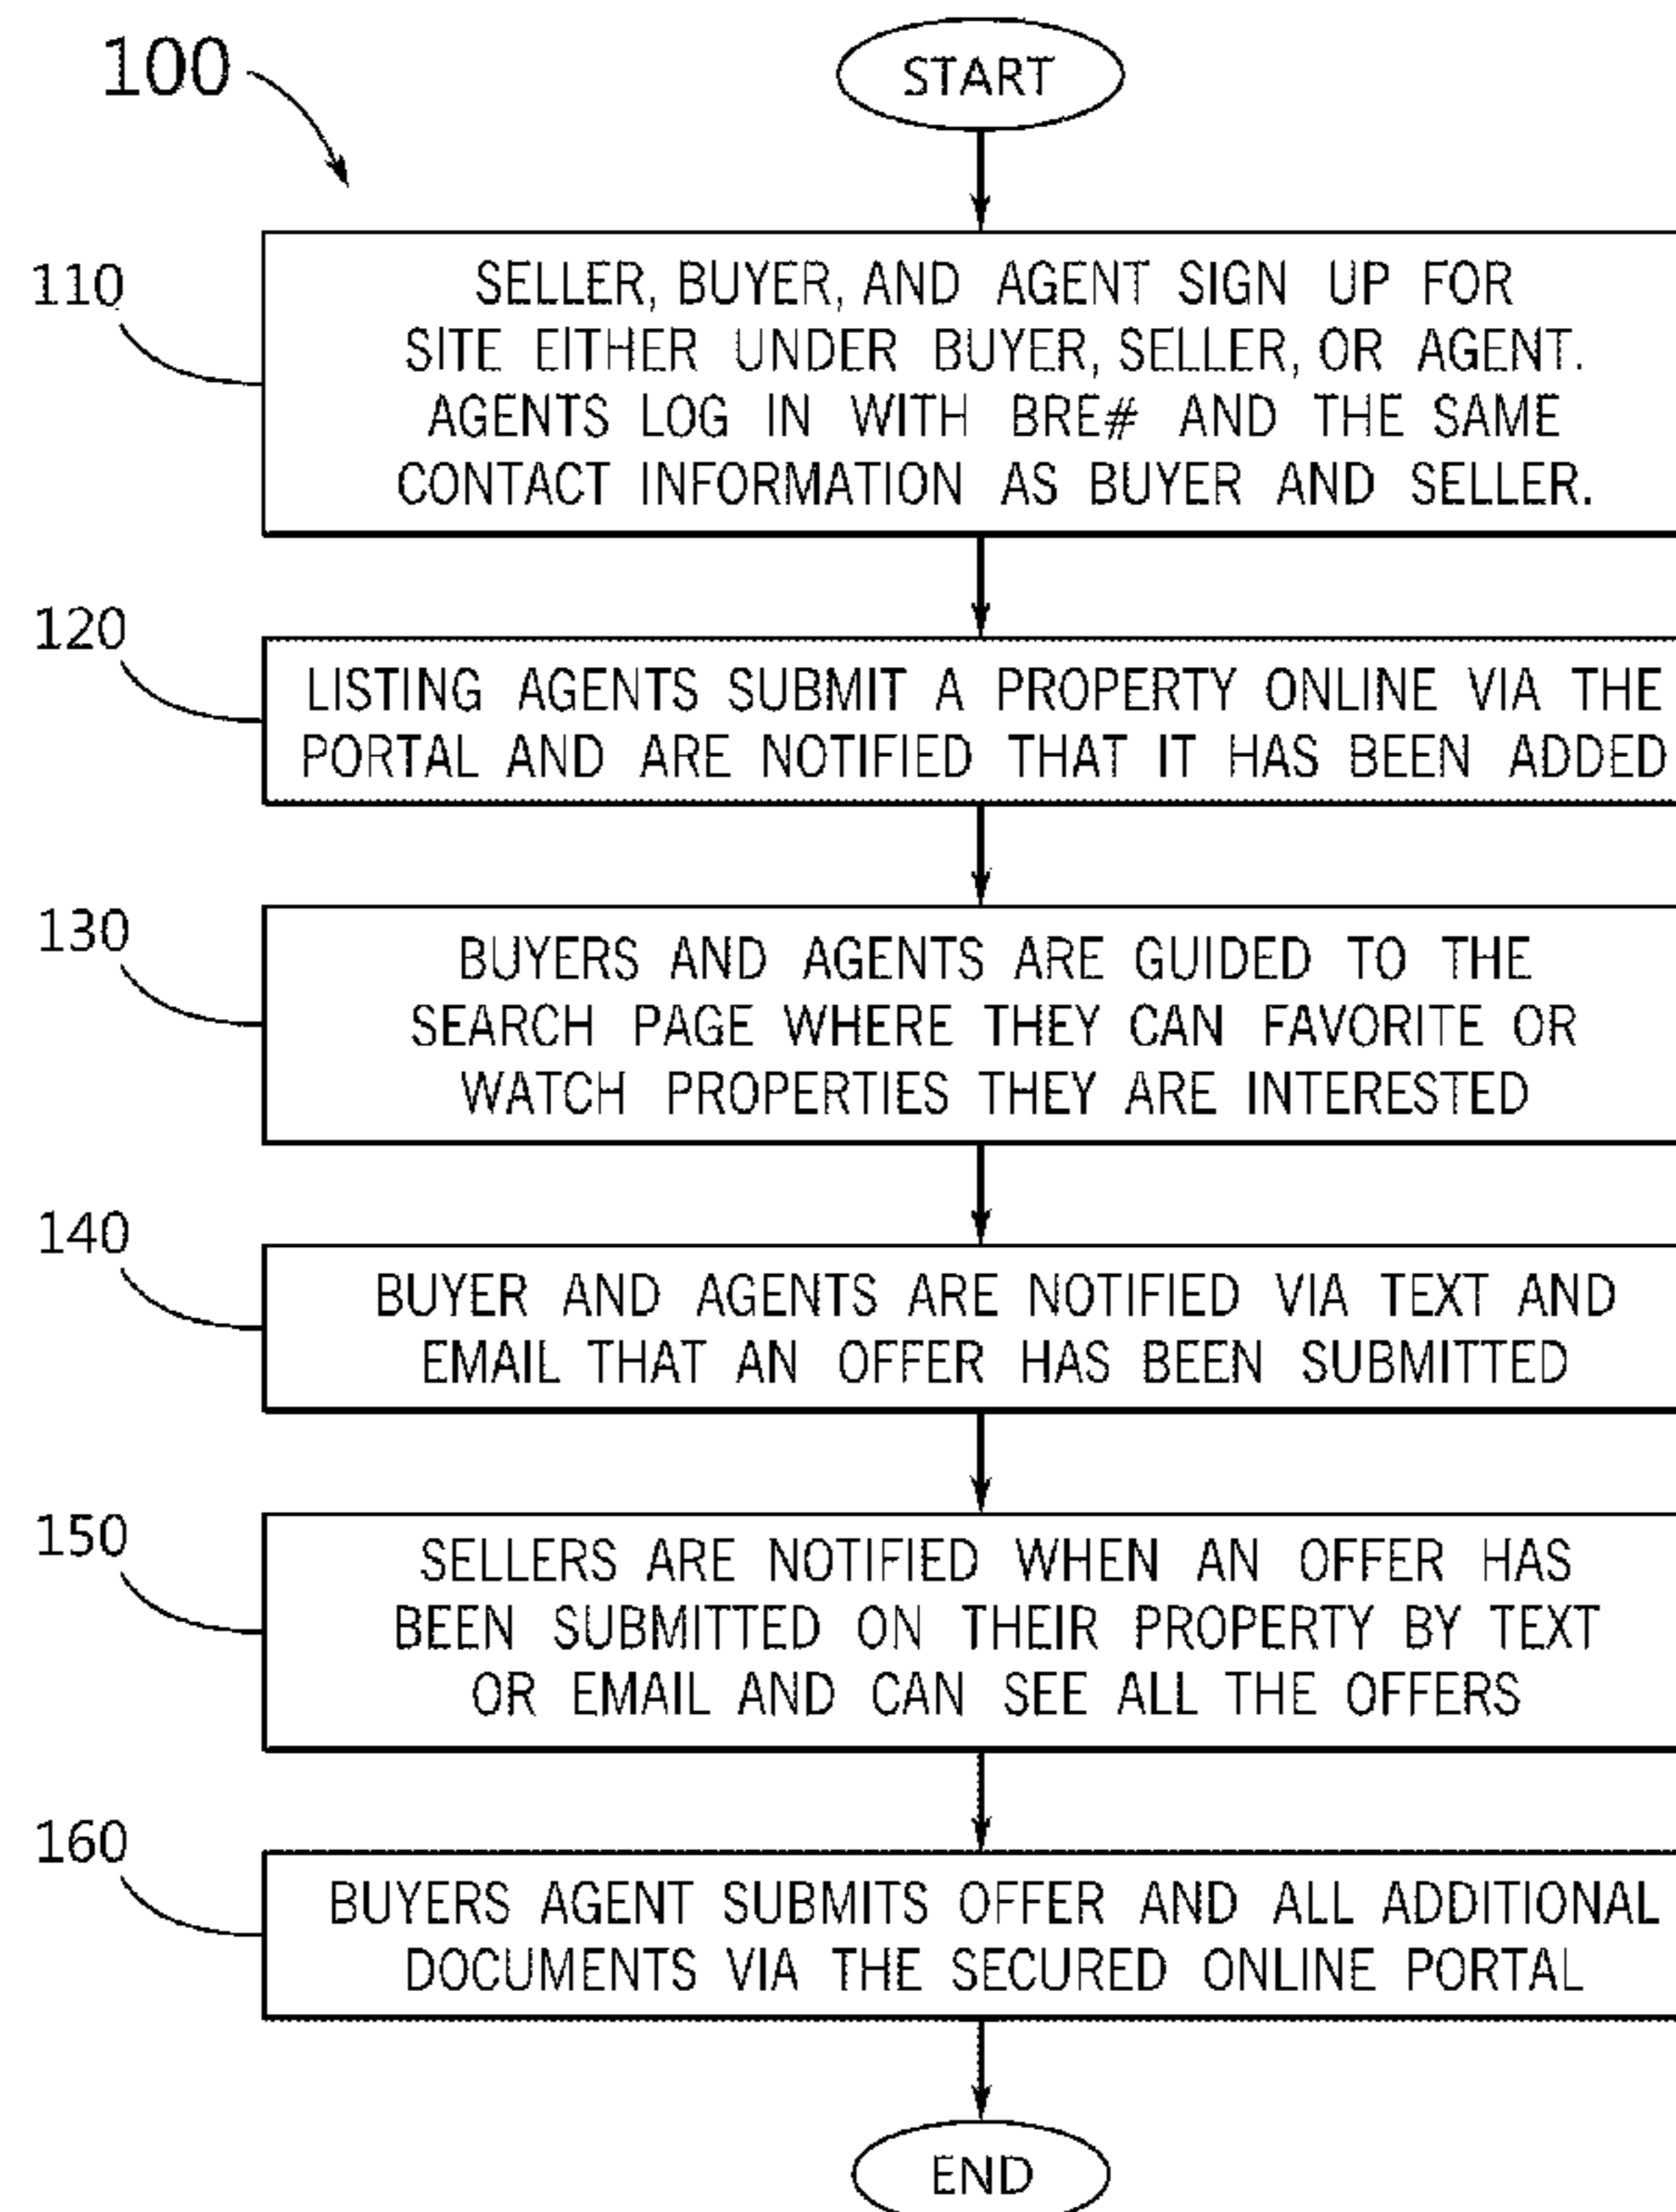 100
START
110
SELLER, BUYER, AND AGENT SIGN UP FOR
SITE EITHER UNDER BUYER, SELLER, OR AGENT.
AGENTS LOG IN WITH BRE# AND THE SAME
CONTACT INFORMATION AS BUYER AND SELLER.
120
LISTING AGENTS SUBMIT A PROPERTY ONLINE VIA THE
PORTAL AND ARE NOTIFIED THAT IT HAS BEEN ADDED
130
BUYERS AND AGENTS ARE GUIDED TO THE
SEARCH PAGE WHERE THEY CAN FAVORITE OR
WATCH PROPERTIES THEY ARE INTERESTED
140
BUYER AND AGENTS ARE NOTIFIED VIA TEXT AND
EMAIL THAT AN OFFER HAS BEEN SUBMITTED
150
SELLERS ARE NOTIFIED WHEN AN OFFER HAS
BEEN SUBMITTED ON THEIR PROPERTY BY TEXT
OR EMAIL AND CAN SEE ALL THE OFFERS
160
BUYERS AGENT SUBMITS OFFER AND ALL ADDITIONAL
DOCUMENTS VIA THE SECURED ONLINE PORTAL
END